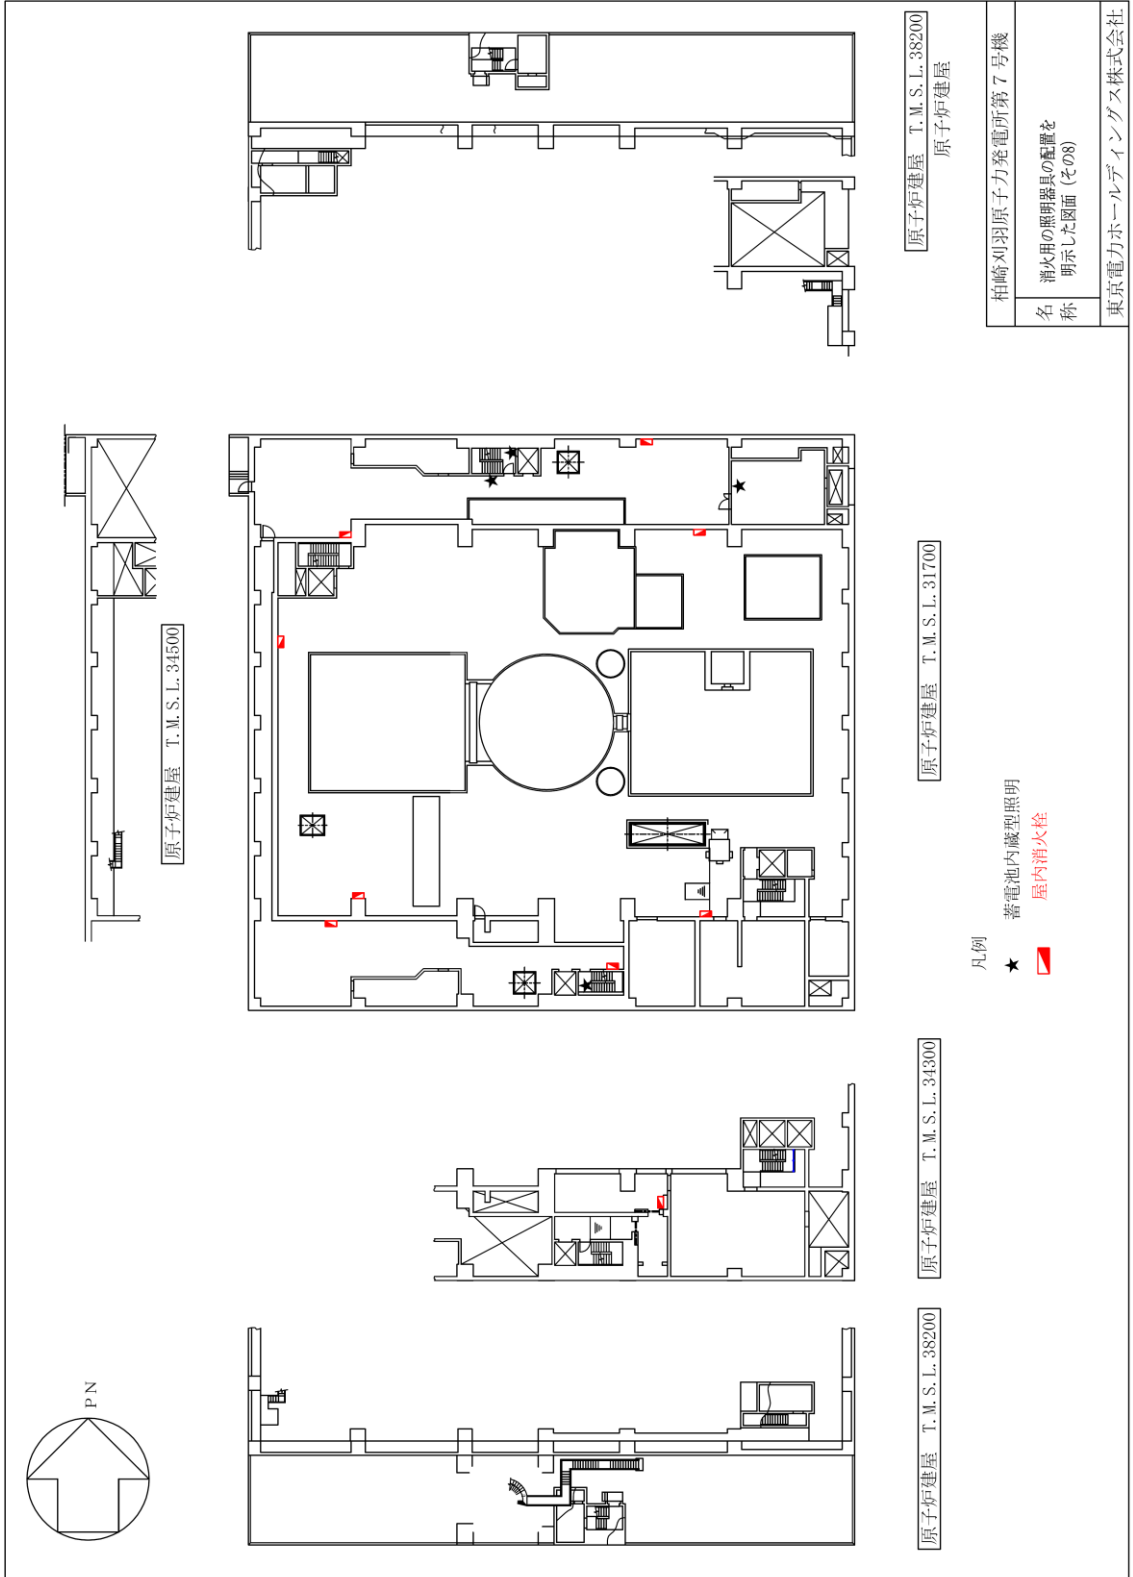 PN
原子炉建屋 T.M.S.L.38200
原子炉建屋 T.M.S.L.34300
原子炉建屋 T.M.S.L.34500
原子炉建屋 T.M.S.L.31700
原子炉建屋 T.M.S.L.38200
原子炉建屋
凡例
★ 蓄電池内蔵型照明
屋内消火栓
柏崎刈羽原子力発電所第7号機
名称
消火用の照明器具の配置を
明示した図面（その8）
東京電力ホールディングス株式会社